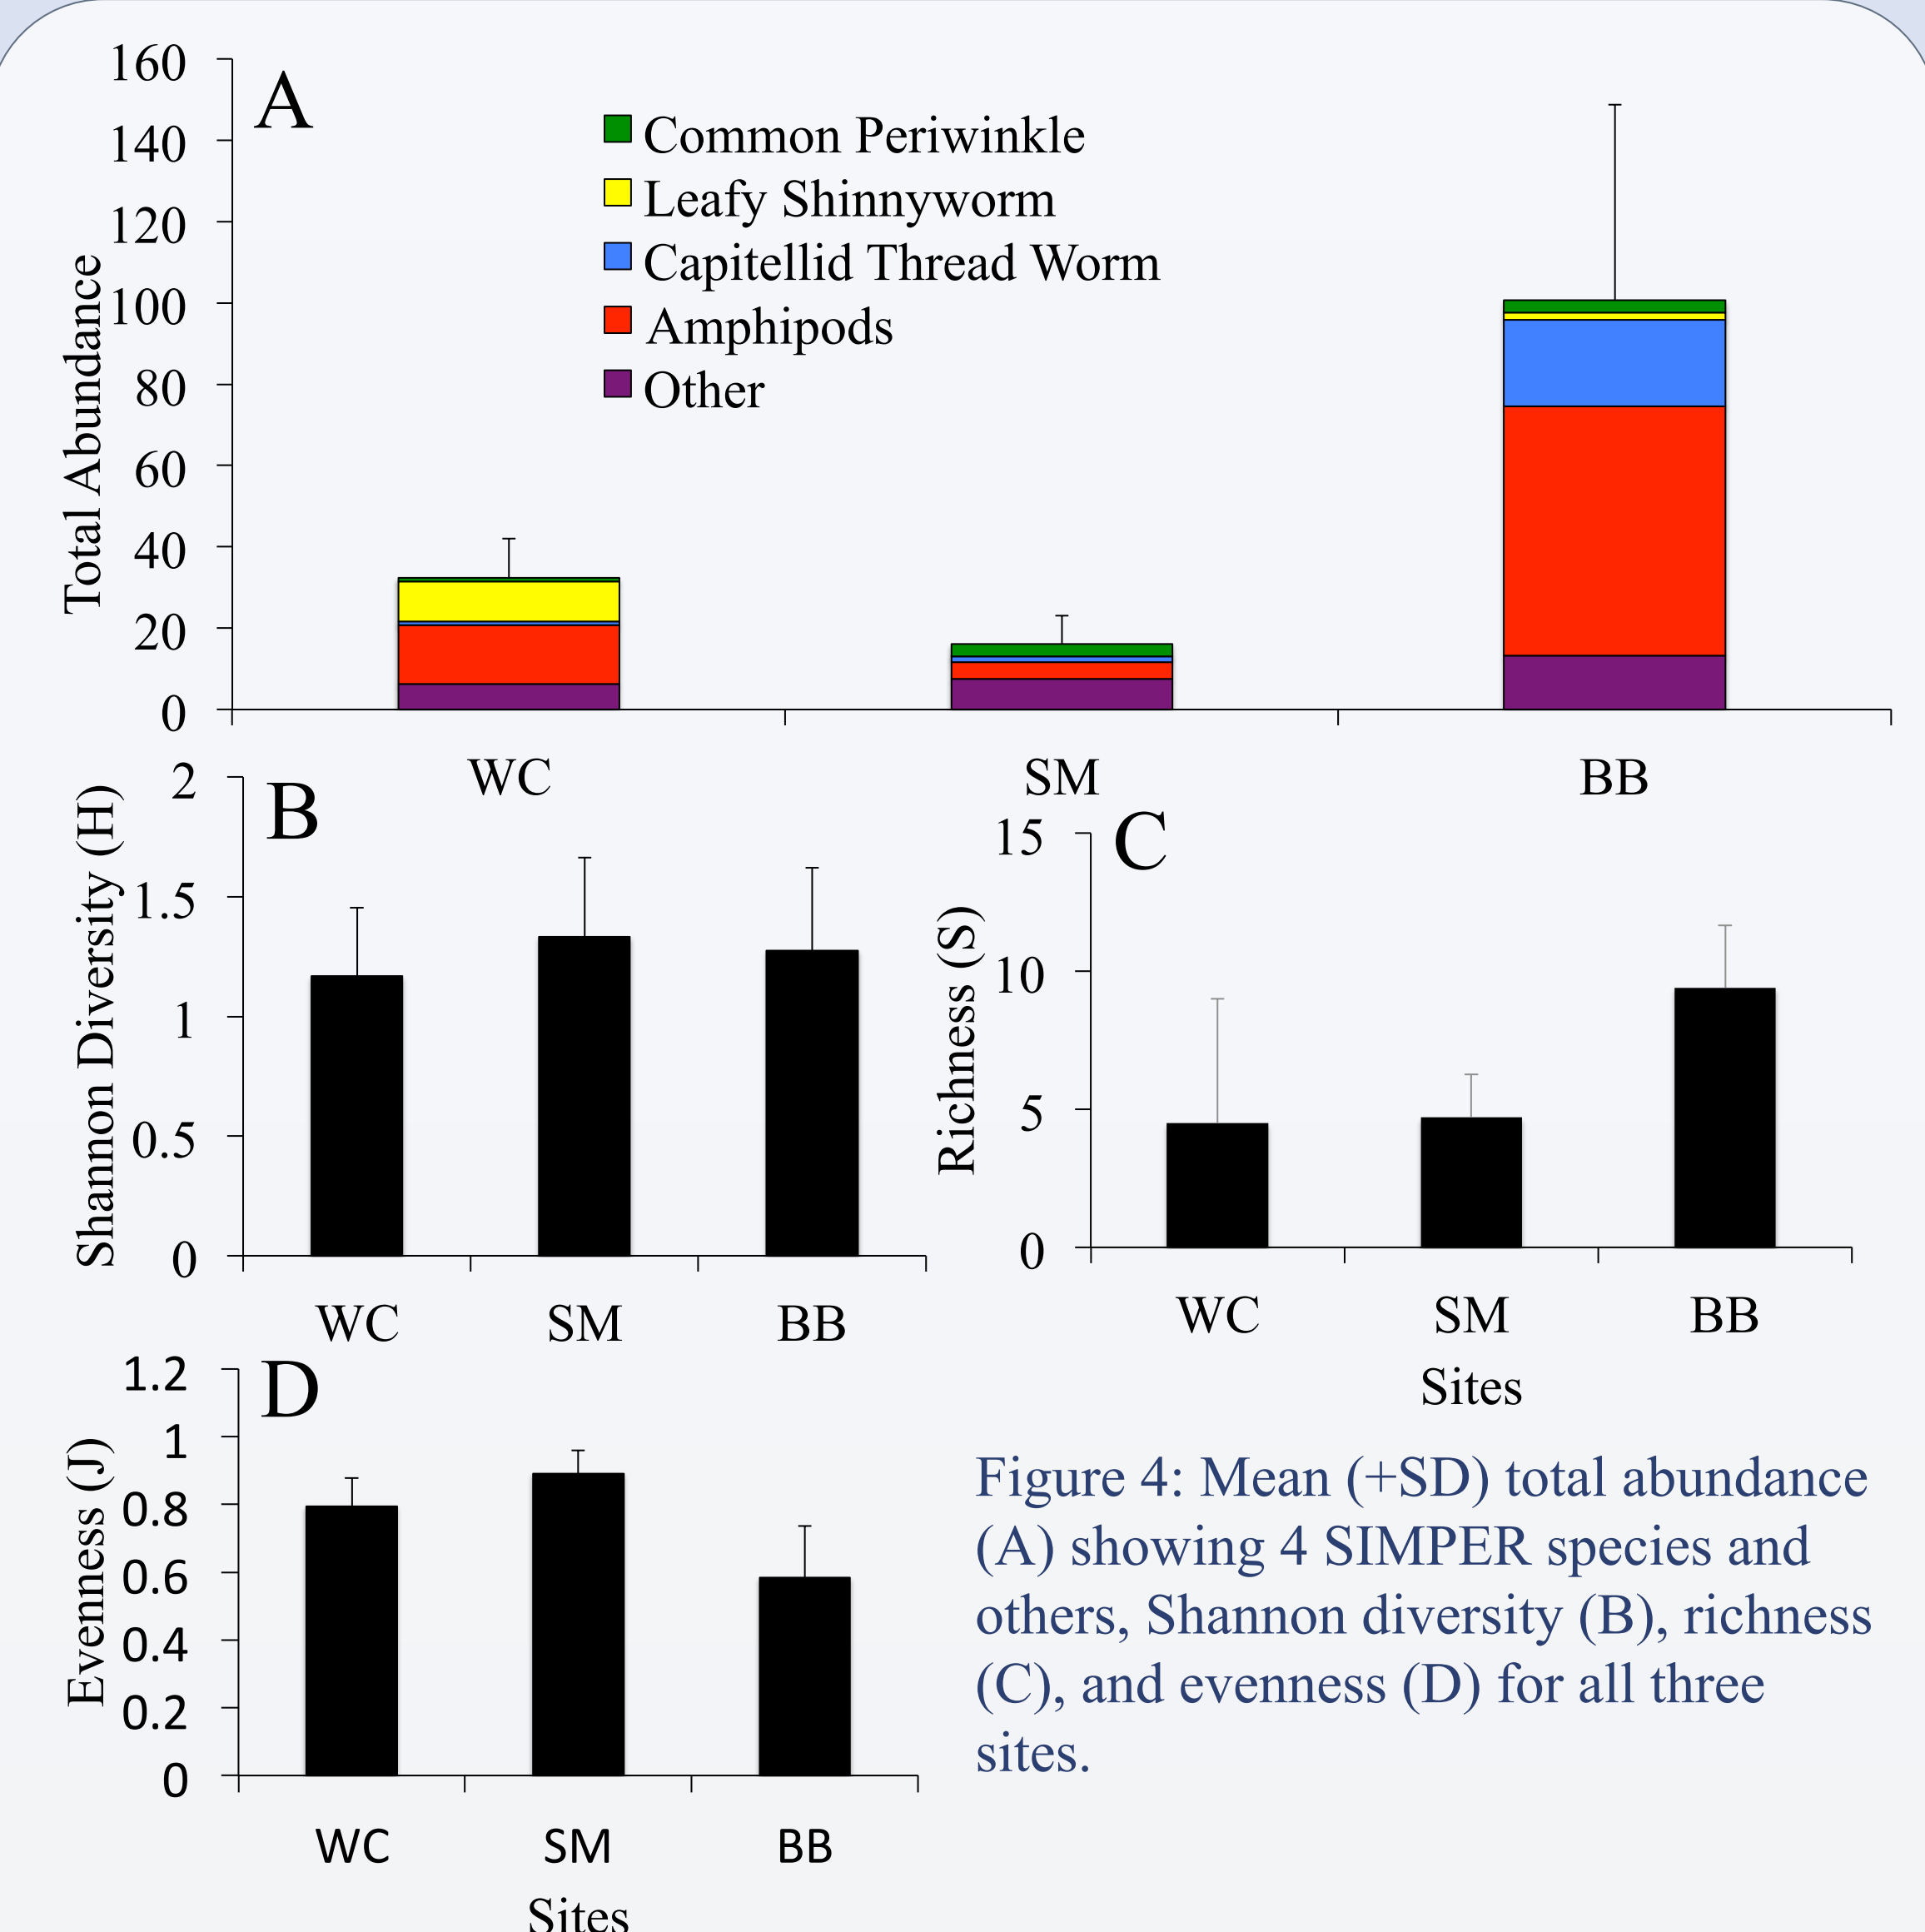 160
140
120
100
80
60
40
20
0
Total Abundance
A
Common Periwinkle
Leafy Shinnyworm
Capitellid Thread Worm
Amphipods
Other
WC SM BB
2
1.5
1
0.5
0
Shannon Diversity (H)
B
WC SM BB
15
10
5
0
Richness (S)
C
WC SM BB
Sites
1.2
1
0.8
0.6
0.4
0.2
0
Evenness (J)
D
WC SM BB
Sites
Figure 4: Mean (+SD) total abundance
(A) showing 4 SIMPER species and
others, Shannon diversity (B), richness
(C), and evenness (D) for all three
sites.